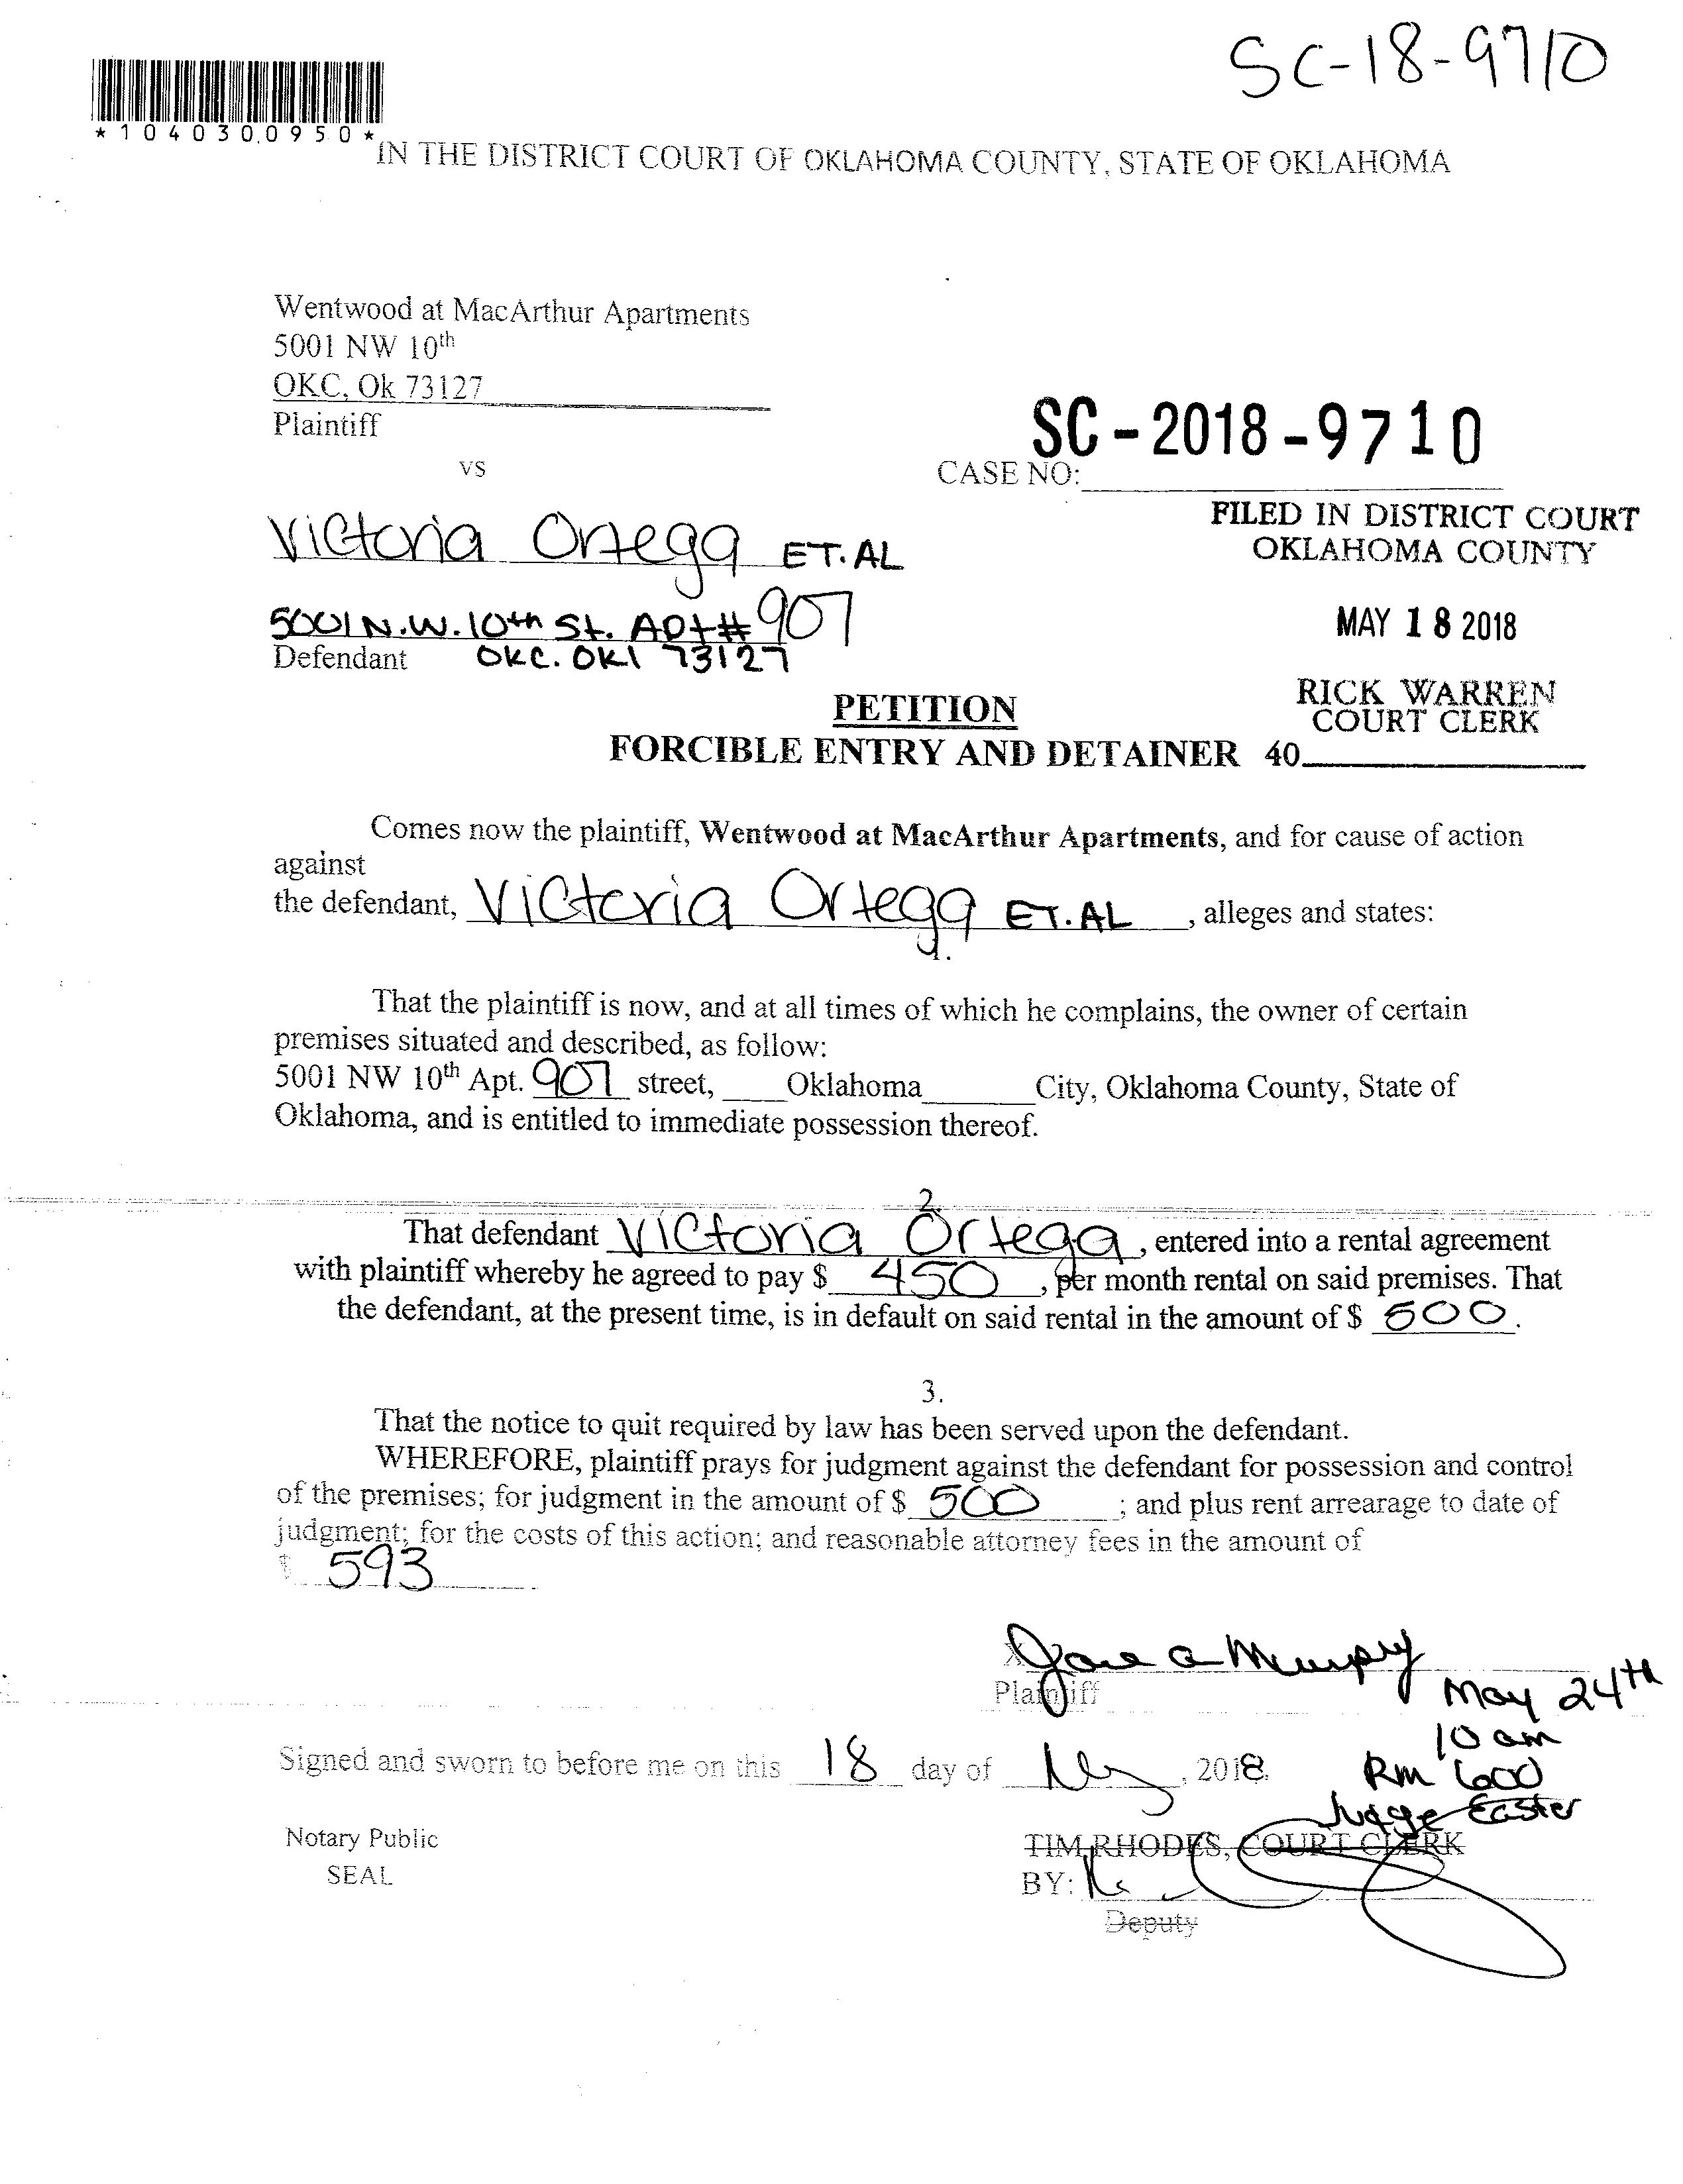 SC-18-9710
*1040300950*
IN THE DISTRICT COURT OF OKLAHOMA COUNTY, STATE OF OKLAHOMA
Wentwood at MacArthur Apartments
5001 NW 10th
OKC, Ok 73127
Plaintiff
vs
SC-2018-9710
CASE NO:
Victoria Ortega ET.AL
FILED IN DISTRICT COURT
OKLAHOMA COUNTY
5001 N.W. 10th St. Apt# 907
MAY 18 2018
Defendant OKC. OKl 73127
RICK WARREN
COURT CLERK
PETITION
FORCIBLE ENTRY AND DETAINER 40
Comes now the plaintiff, Wentwood at MacArthur Apartments, and for cause of action
against
the defendant, Victoria Ortega ET.AL , alleges and states:
1.
That the plaintiff is now, and at all times of which he complains, the owner of certain
premises situated and described, as follow:
5001 NW 10th Apt. 907 street, Oklahoma City, Oklahoma County, State of
Oklahoma, and is entitled to immediate possession thereof.
2.
That defendant Victoria Ortega, entered into a rental agreement
with plaintiff whereby he agreed to pay $ 450, per month rental on said premises. That
the defendant, at the present time, is in default on said rental in the amount of $ 500.
3.
That the notice to quit required by law has been served upon the defendant.
WHEREFORE, plaintiff prays for judgment against the defendant for possession and control
of the premises; for judgment in the amount of $ 500 ; and plus rent arrearage to date of
judgment; for the costs of this action; and reasonable attorney fees in the amount of
$ 593
Plaintiff
May 24th
10 am
Signed and sworn to before me on this 18 day of May, 2018.
Rm 600
Judge Easter
Notary Public
TIM RHODES, COURT CLERK
SEAL
BY:
Deputy